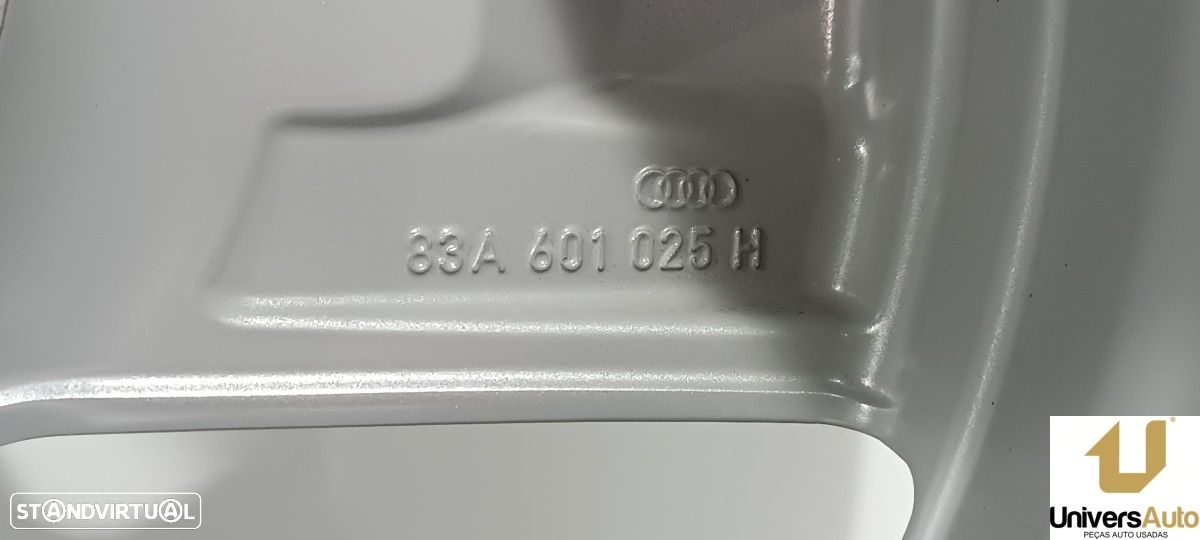 83A 601 025 H
STANDVIRTUAL
UniversAuto
PEÇAS AUTO USADAS